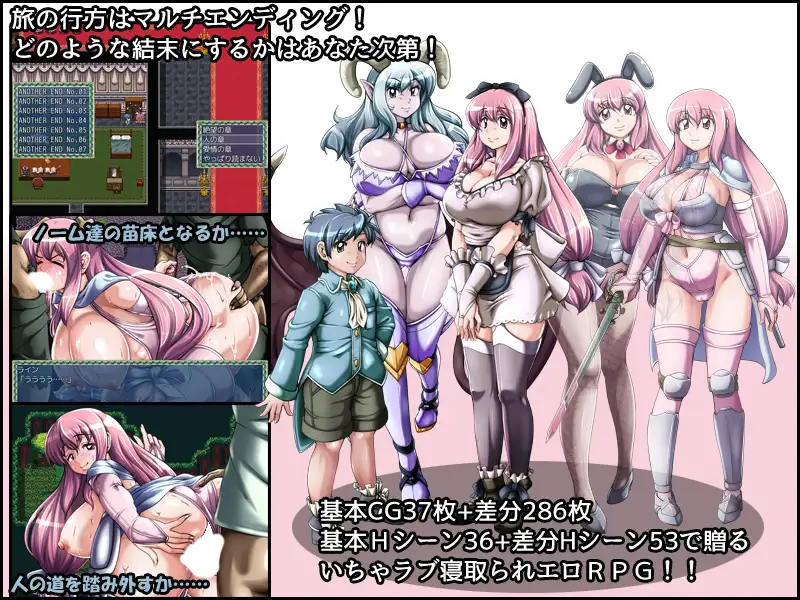 旅の行方はマルチエンディング！
どのような結末にするかはあなた次第！
ANOTHER END No.01
ANOTHER END No.02
ANOTHER END No.03
ANOTHER END No.04
ANOTHER END No.05
ANOTHER END No.06
ANOTHER END No.07
絶望の章
人の章
愛情の章
やっぱり読まない
ノーム達の苗床となるか……
ライン
「うううう……」
人の道を踏み外すか……
基本CG37枚+差分286枚
基本Ｈシーン36+差分Hシーン53で贈る
いちゃラブ寝取られエロＲＰＧ！！